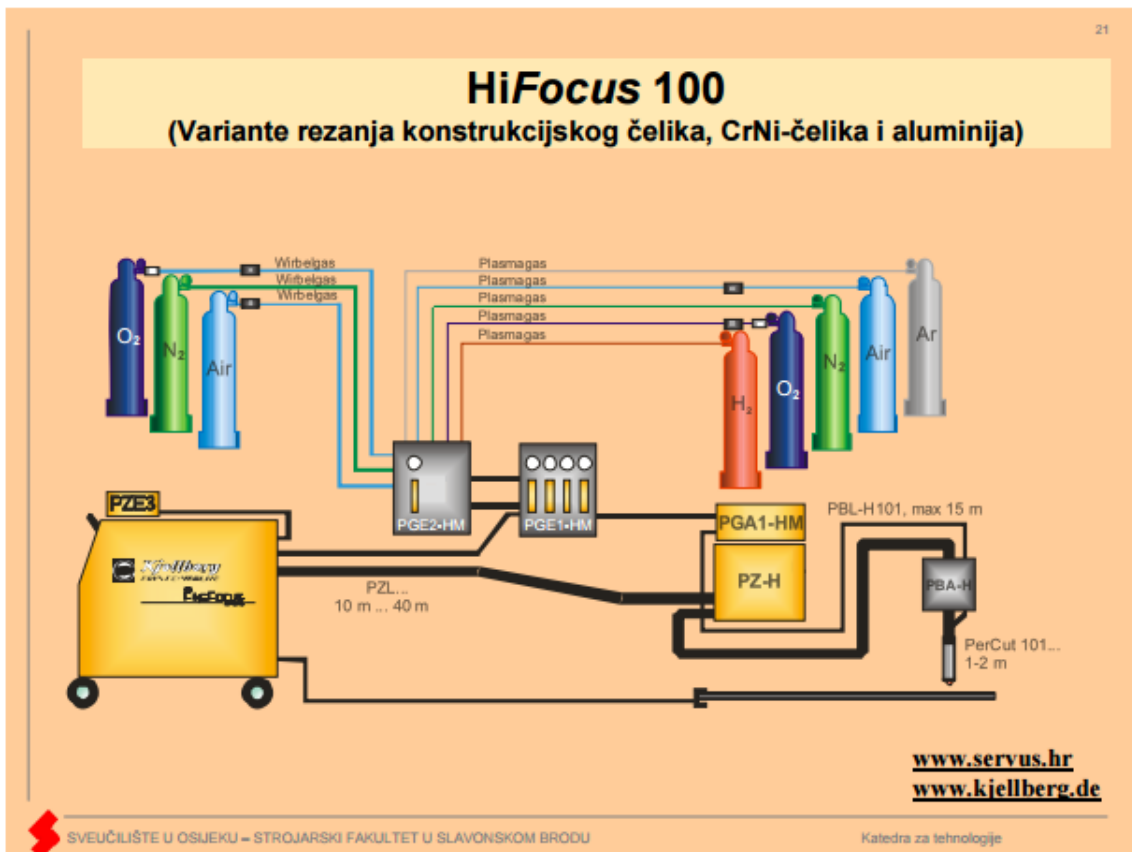 21
HiFocus 100
(Variante rezanja konstrukcijskog čelika, CrNi-čelika i aluminija)
Wirbelgas
Wirbelgas
Wirbelgas
Plasmagas
Plasmagas
Plasmagas
Plasmagas
Plasmagas
O₂
N₂
Air
H₂
O₂
N₂
Air
Ar
PGE2-HM
PGE1-HM
PZE3
Kjellberg
PZL...
10 m ... 40 m
PGA1-HM
PZ-H
PBL-H101, max 15 m
PBA-H
PerCut 101...
1-2 m
www.servus.hr
www.kjellberg.de
SVEUČILIŠTE U OSIJEKU – STROJARSKI FAKULTET U SLAVONSKOM BRODU
Katedra za tehnologije